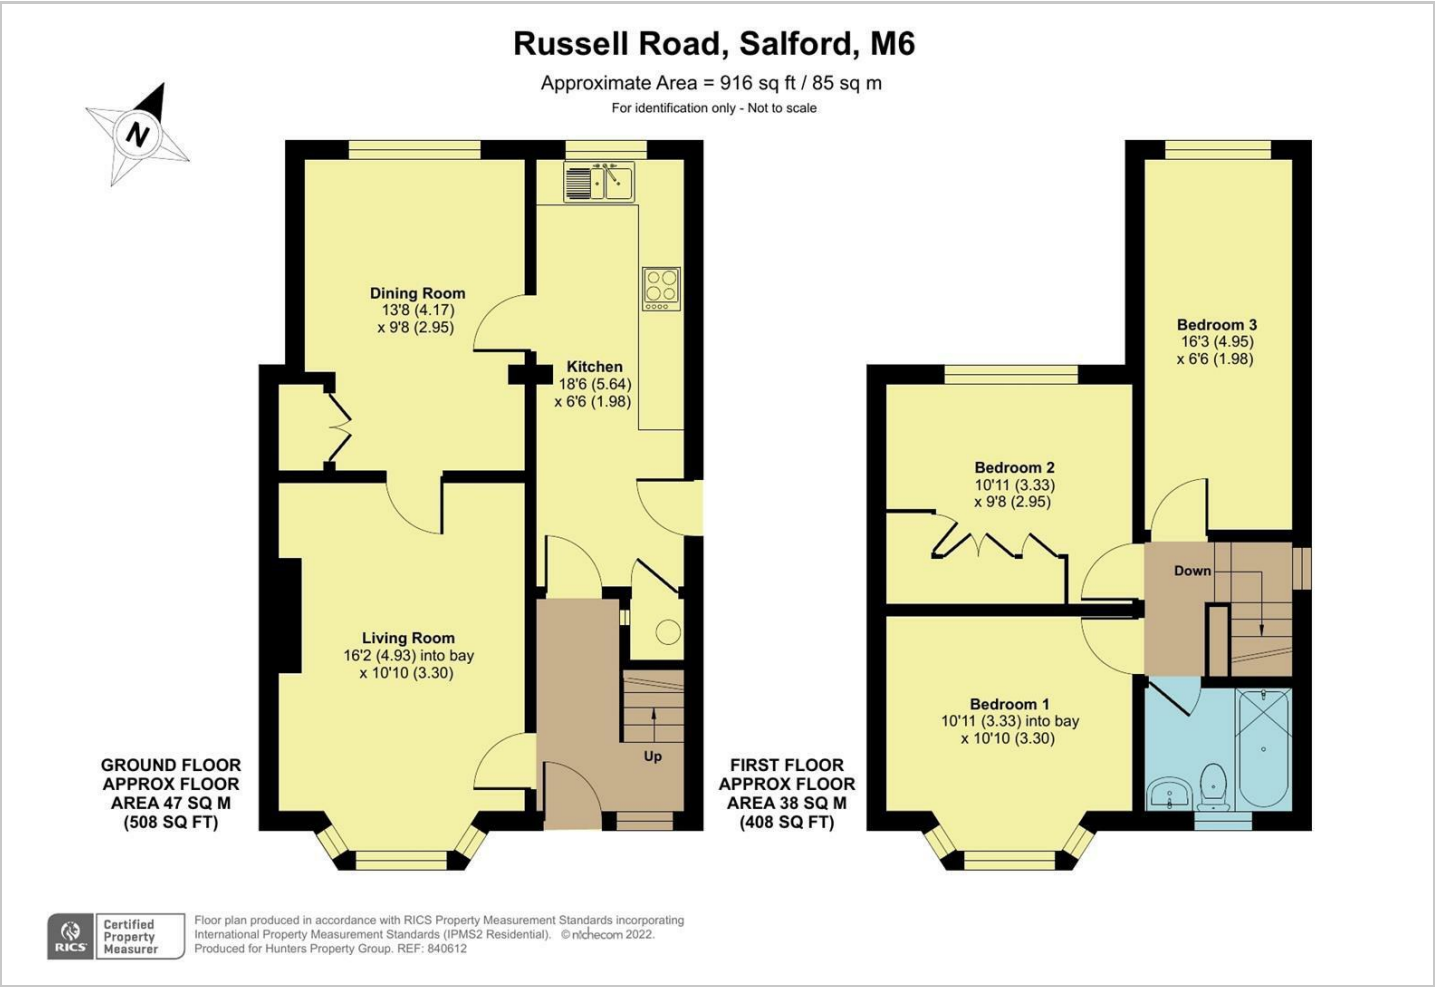 Russell Road, Salford, M6
Approximate Area = 916 sq ft / 85 sq m
For identification only - Not to scale
N
Dining Room
13'8 (4.17)
x 9'8 (2.95)
Kitchen
18'6 (5.64)
x 6'6 (1.98)
Living Room
16'2 (4.93) into bay
x 10'10 (3.30)
Up
GROUND FLOOR
APPROX FLOOR
AREA 47 SQ M
(508 SQ FT)
Bedroom 3
16'3 (4.95)
x 6'6 (1.98)
Bedroom 2
10'11 (3.33)
x 9'8 (2.95)
Down
Bedroom 1
10'11 (3.33) into bay
x 10'10 (3.30)
FIRST FLOOR
APPROX FLOOR
AREA 38 SQ M
(408 SQ FT)
RICS
Certified
Property
Measurer
Floor plan produced in accordance with RICS Property Measurement Standards incorporating
International Property Measurement Standards (IPMS2 Residential). © nichecom 2022.
Produced for Hunters Property Group. REF: 840612